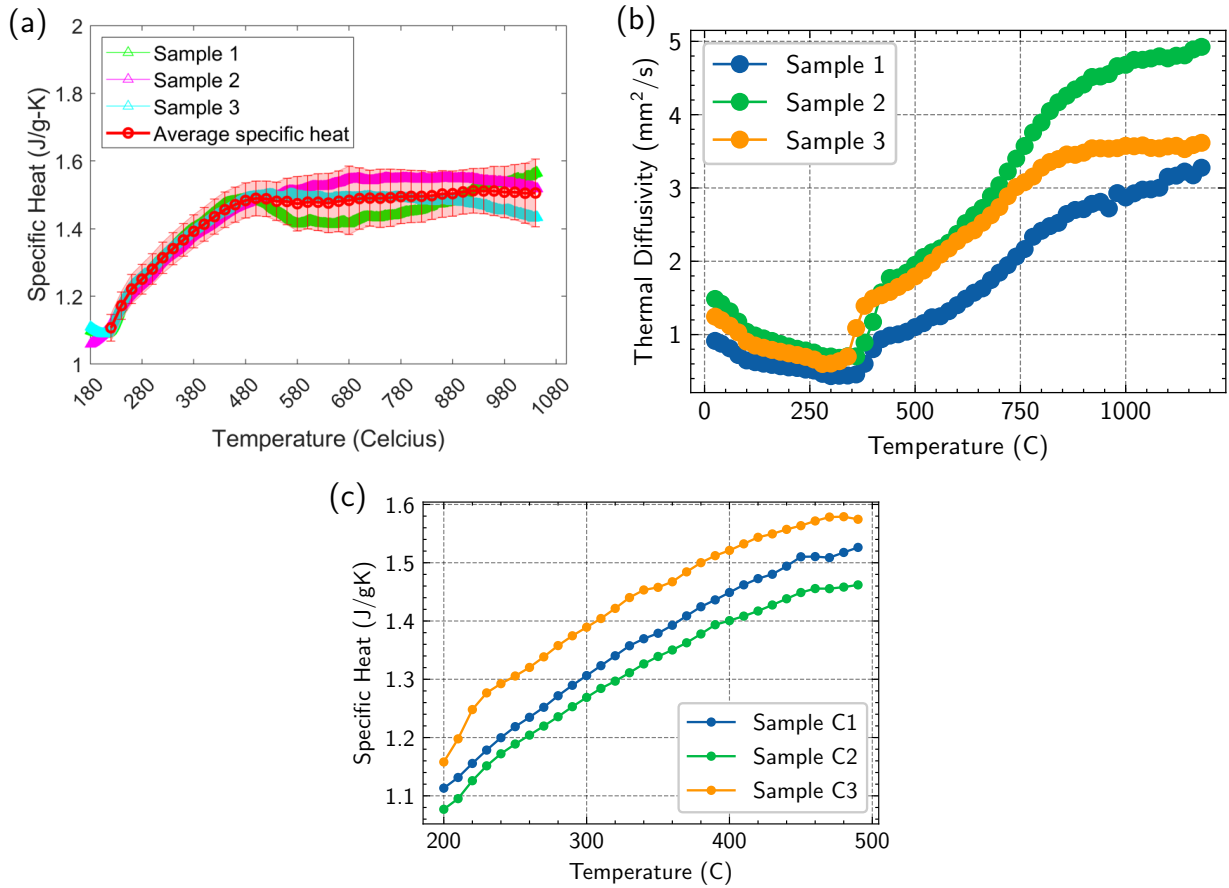 (a)
2
1.8
1.6
1.4
1.2
1
Specific Heat (J/g-K)
Sample 1
Sample 2
Sample 3
Average specific heat
180
280
380
480
580
680
780
880
980
1080
Temperature (Celcius)
(b)
5
4
3
2
1
Thermal Diffusivity (mm²/s)
Sample 1
Sample 2
Sample 3
0
250
500
750
1000
Temperature (C)
(c)
1.6
1.5
1.4
1.3
1.2
1.1
Specific Heat (J/gK)
Sample C1
Sample C2
Sample C3
200
300
400
500
Temperature (C)